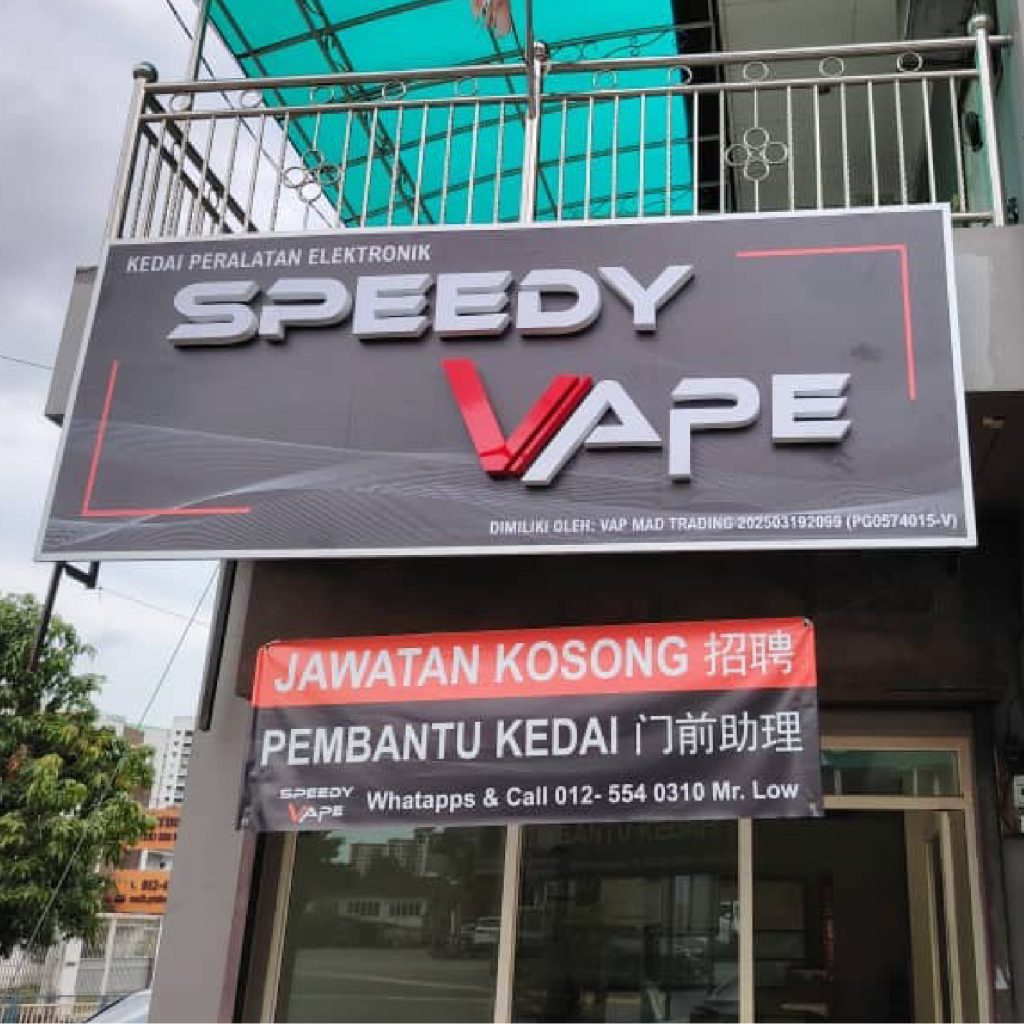 KEDAI PERALATAN ELEKTRONIK
SPEEDY
VAPE
DIMILIKI OLEH: VAP MAD TRADING 202503192099 (PG0574015-V)
JAWATAN KOSONG 招聘
PEMBANTU KEDAI 门前助理
SPEEDY
VAPE
Whatapps & Call 012- 554 0310 Mr. Low